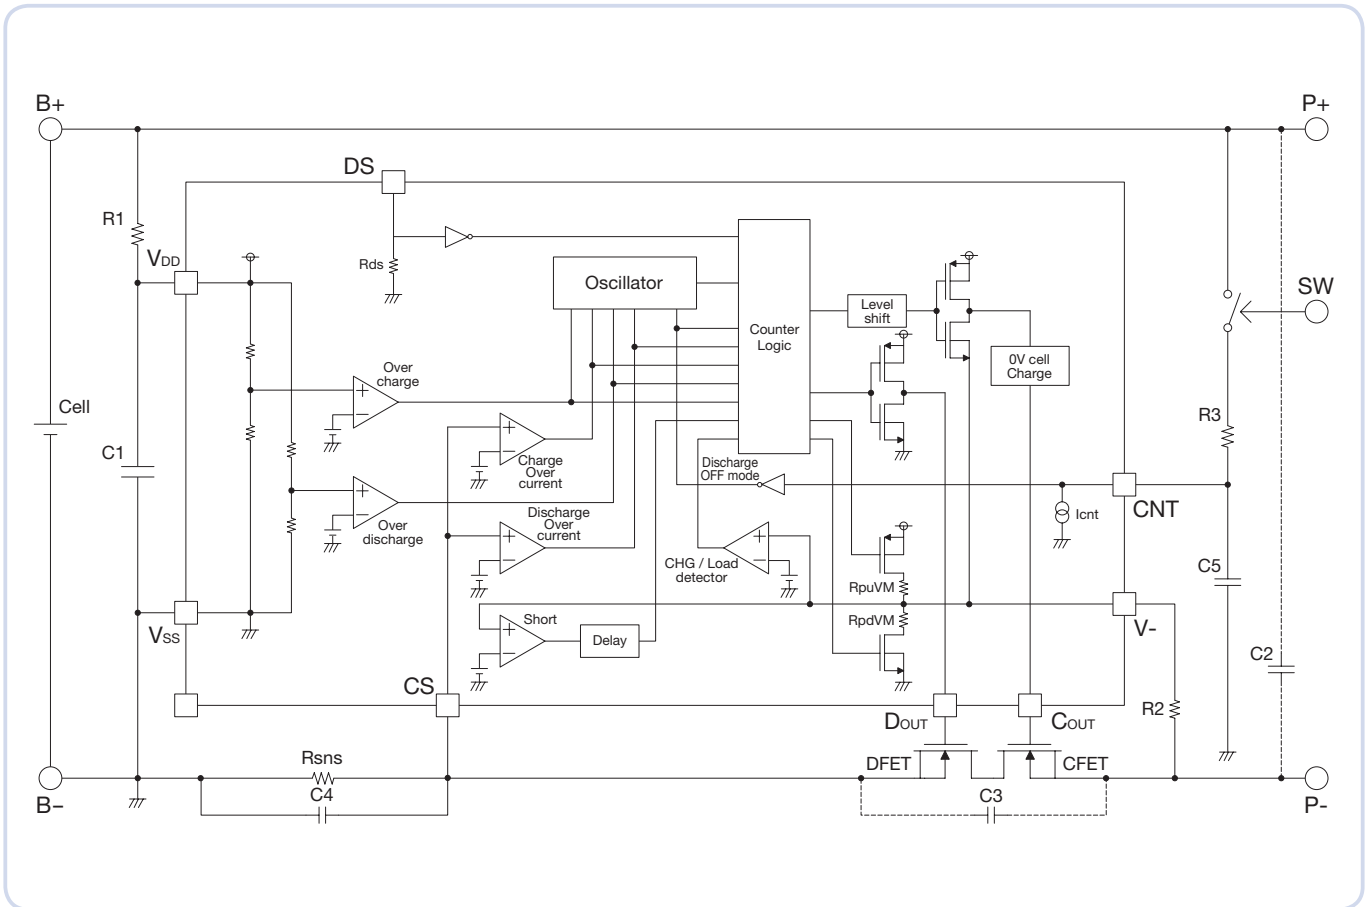 B+
P+
DS
R1
VDD
Rds
Oscillator
SW
Level
shift
Counter
Logic
0V cell
Charge
Over
charge
Cell
R3
C1
Charge
Over
current
Discharge
OFF mode
CNT
Icnt
Over
discharge
Discharge
Over
current
CHG / Load
detector
C5
RpuVM
VSS
Short
Delay
RpdVM
V-
C2
CS
DOUT
COUT
R2
Rsns
DFET
CFET
C4
C3
B–
P-
+
−
+
−
+
−
+
−
+
−
+
−